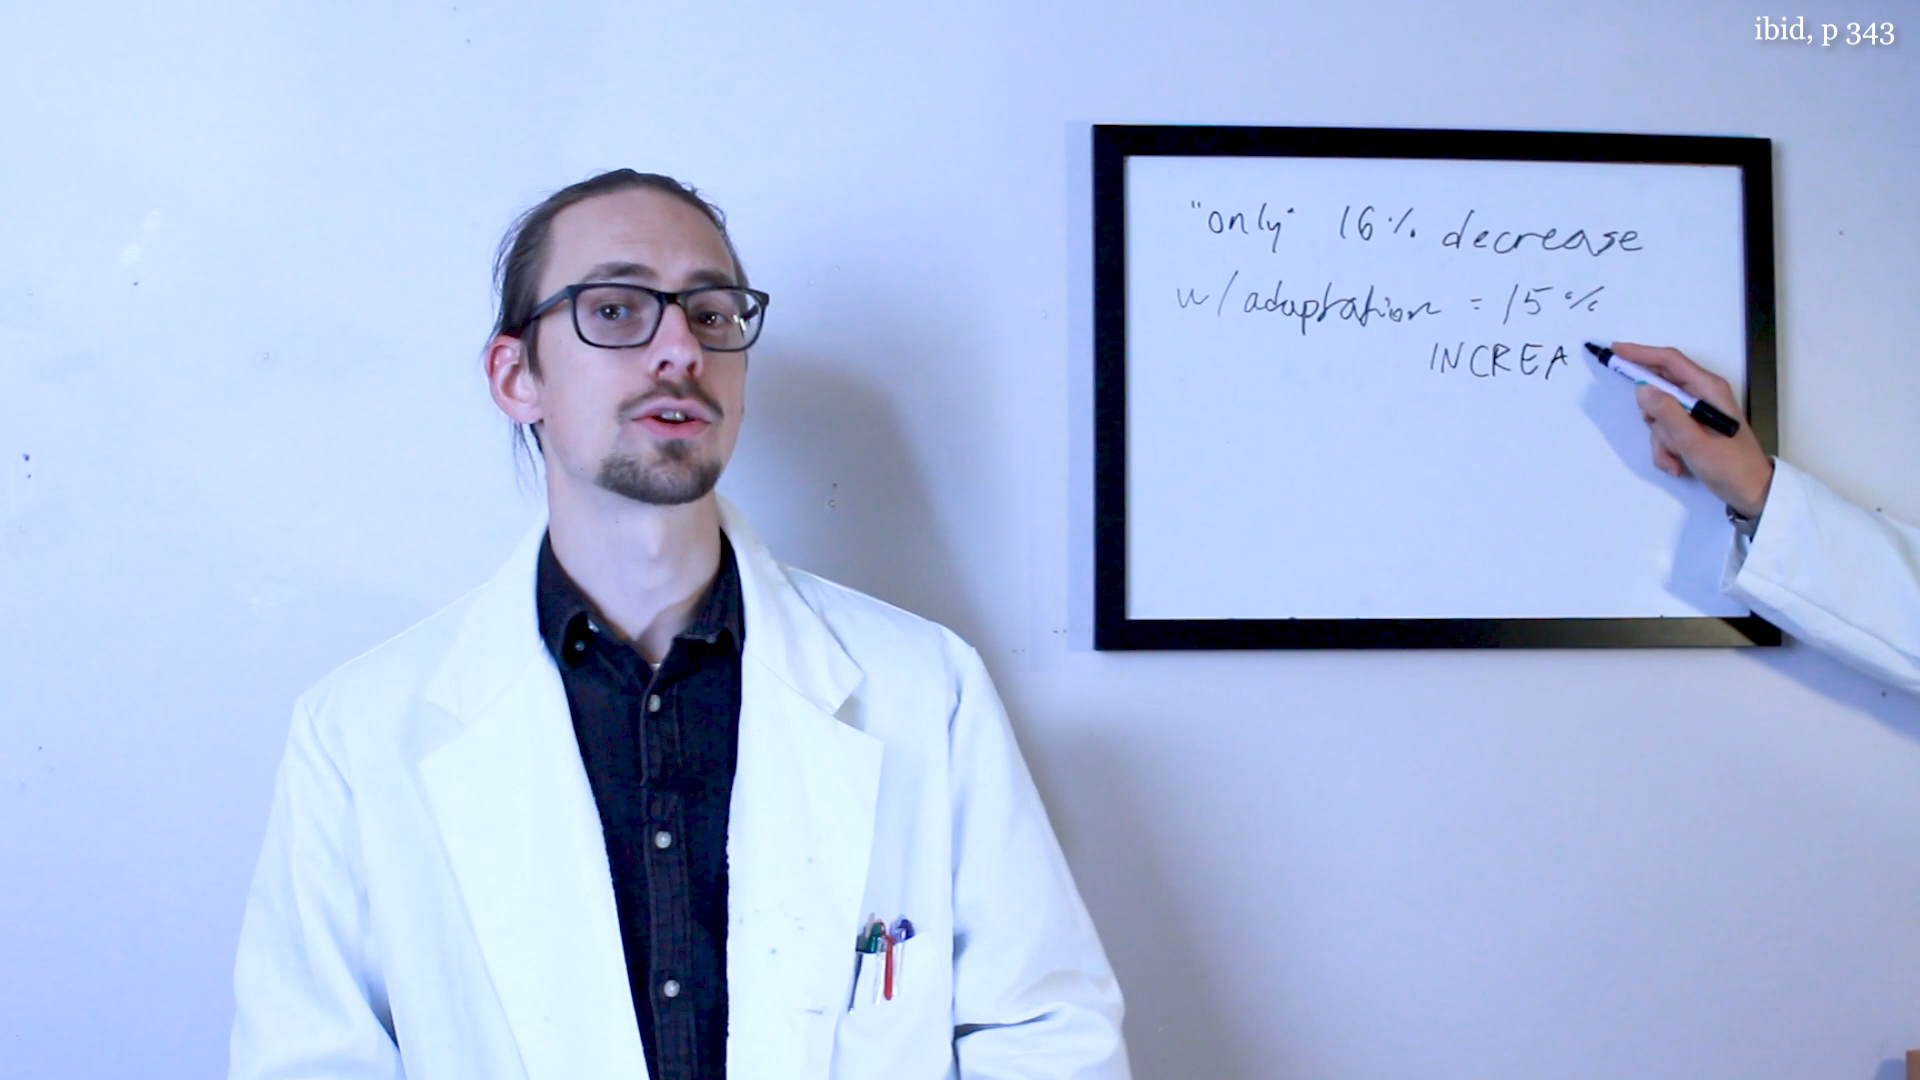 ibid, p 343
"only" 16% decrease
w/adaptation = 15%
INCREA